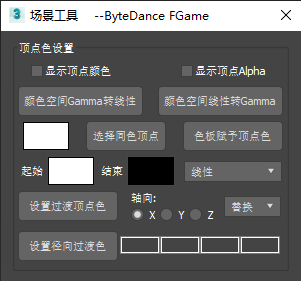 场景工具 --ByteDance FGame
顶点色设置
显示顶点颜色 显示顶点Alpha
颜色空间Gamma转线性 颜色空间线性转Gamma
选择同色顶点 色板赋予顶点色
起始 结束 线性
设置过渡顶点色 轴向: 替换
X Y Z
设置径向过渡色